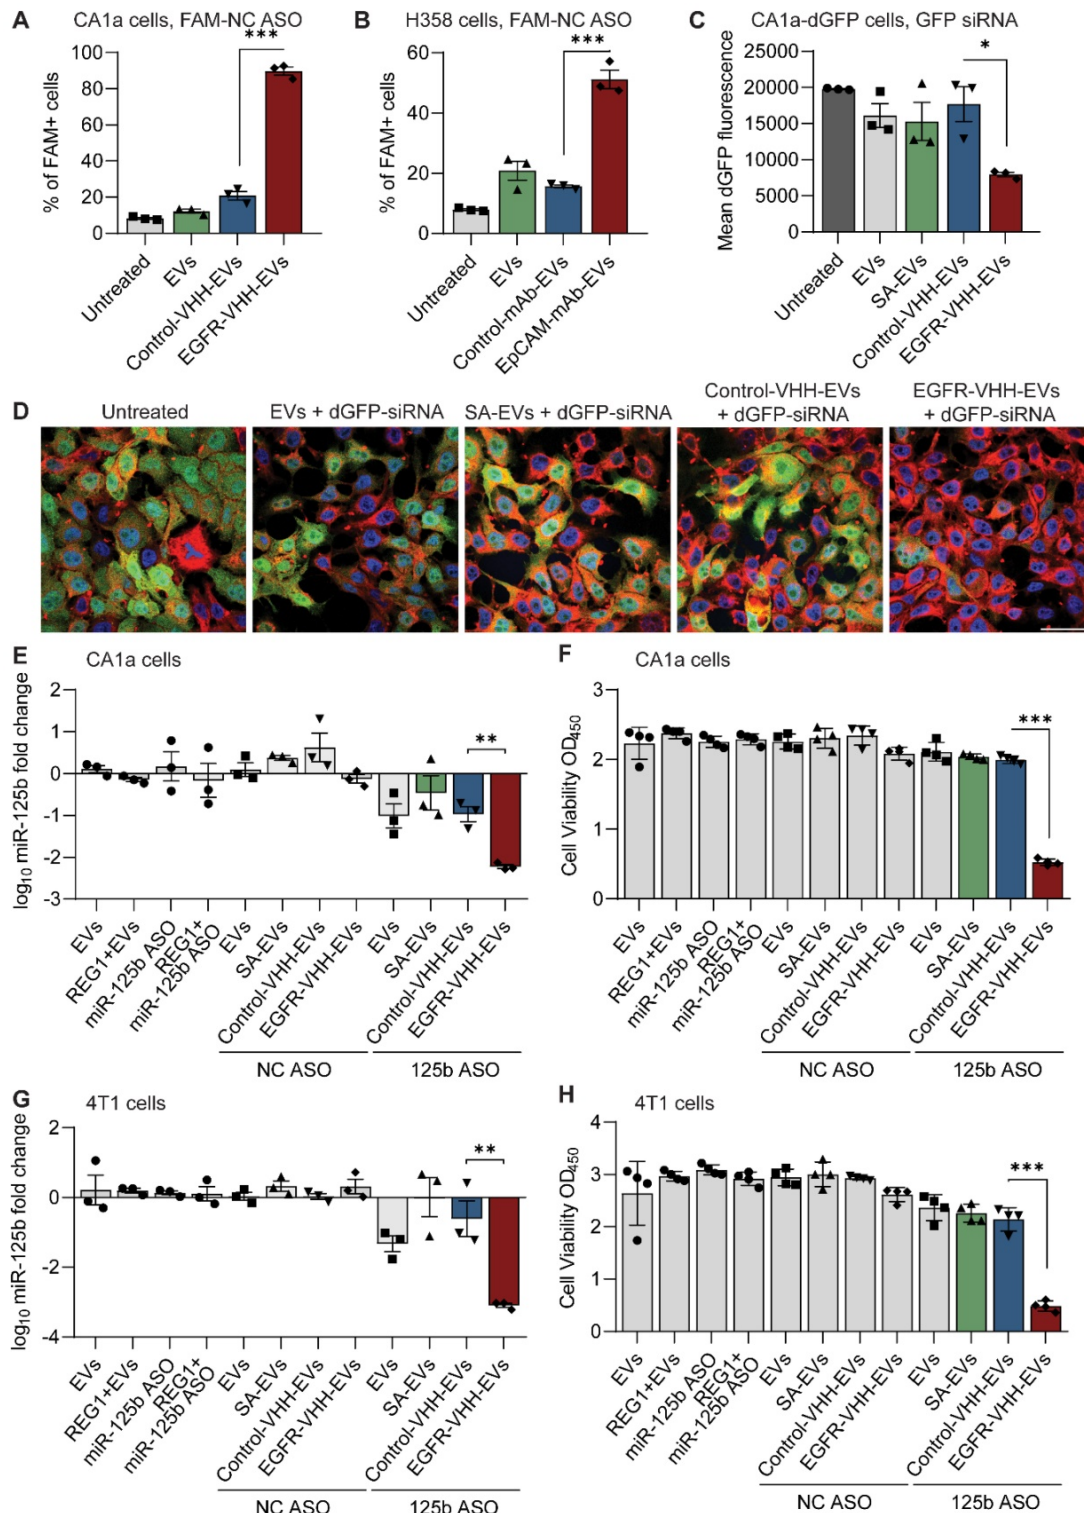 A CA1a cells, FAM-NC ASO
% of FAM+ cells
100
80
60
40
20
0
***
Untreated
EVs
Control-VHH-EVs
EGFR-VHH-EVs
B H358 cells, FAM-NC ASO
% of FAM+ cells
60
40
20
0
***
Untreated
EVs
Control-mAb-EVs
EpCAM-mAb-EVs
C CA1a-dGFP cells, GFP siRNA
Mean dGFP fluorescence
25000
20000
15000
10000
5000
0
*
Untreated
EVs
SA-EVs
Control-VHH-EVs
EGFR-VHH-EVs
D
Untreated
EVs + dGFP-siRNA
SA-EVs + dGFP-siRNA
Control-VHH-EVs
+ dGFP-siRNA
EGFR-VHH-EVs
+ dGFP-siRNA
E CA1a cells
log10 miR-125b fold change
2
1
0
-1
-2
-3
**
EVs
REG1+EVs
miR-125b ASO
REG1+
miR-125b ASO
EVs
SA-EVs
Control-VHH-EVs
EGFR-VHH-EVs
EVs
SA-EVs
Control-VHH-EVs
EGFR-VHH-EVs
NC ASO
125b ASO
F CA1a cells
Cell Viability OD450
3
2
1
0
***
EVs
REG1+EVs
miR-125b ASO
REG1+
miR-125b ASO
EVs
SA-EVs
Control-VHH-EVs
EGFR-VHH-EVs
EVs
SA-EVs
Control-VHH-EVs
EGFR-VHH-EVs
NC ASO
125b ASO
G 4T1 cells
log10 miR-125b fold change
2
0
-2
-4
**
EVs
REG1+EVs
miR-125b ASO
REG1+
miR-125b ASO
EVs
SA-EVs
Control-VHH-EVs
EGFR-VHH-EVs
EVs
SA-EVs
Control-VHH-EVs
EGFR-VHH-EVs
NC ASO
125b ASO
H 4T1 cells
Cell Viability OD450
4
3
2
1
0
***
EVs
REG1+EVs
miR-125b ASO
REG1+
miR-125b ASO
EVs
SA-EVs
Control-VHH-EVs
EGFR-VHH-EVs
EVs
SA-EVs
Control-VHH-EVs
EGFR-VHH-EVs
NC ASO
125b ASO